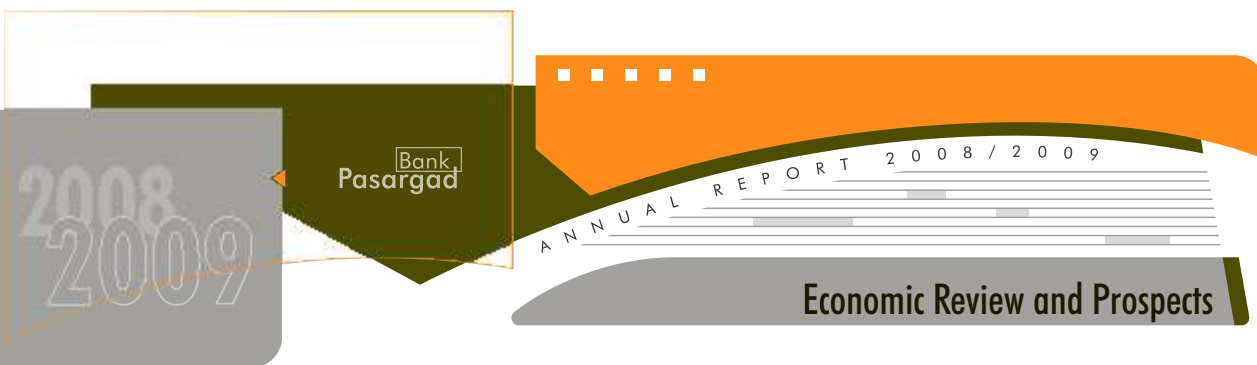 2008
2009
Bank
Pasargad
ANNUAL REPORT 2008/2009
Economic Review and Prospects